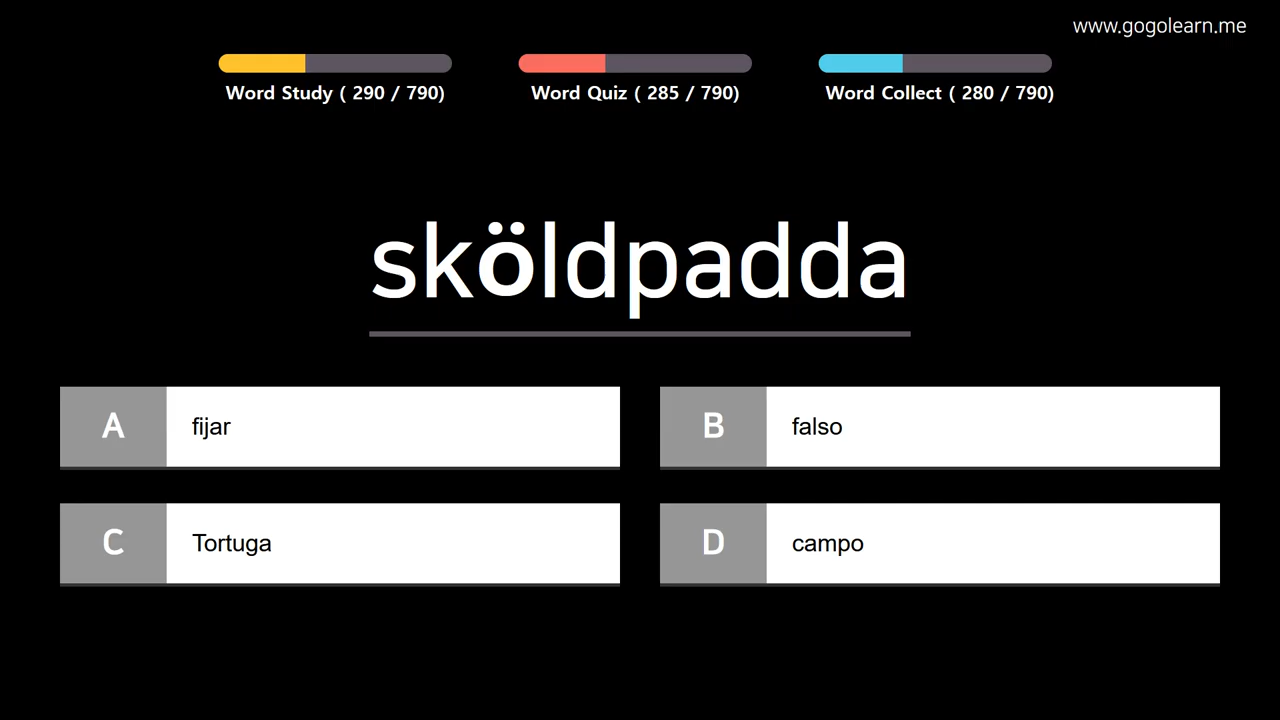 www.gogolearn.me
Word Study ( 290 / 790)
Word Quiz ( 285 / 790)
Word Collect ( 280 / 790)
sköldpadda
A fijar
B falso
C Tortuga
D campo